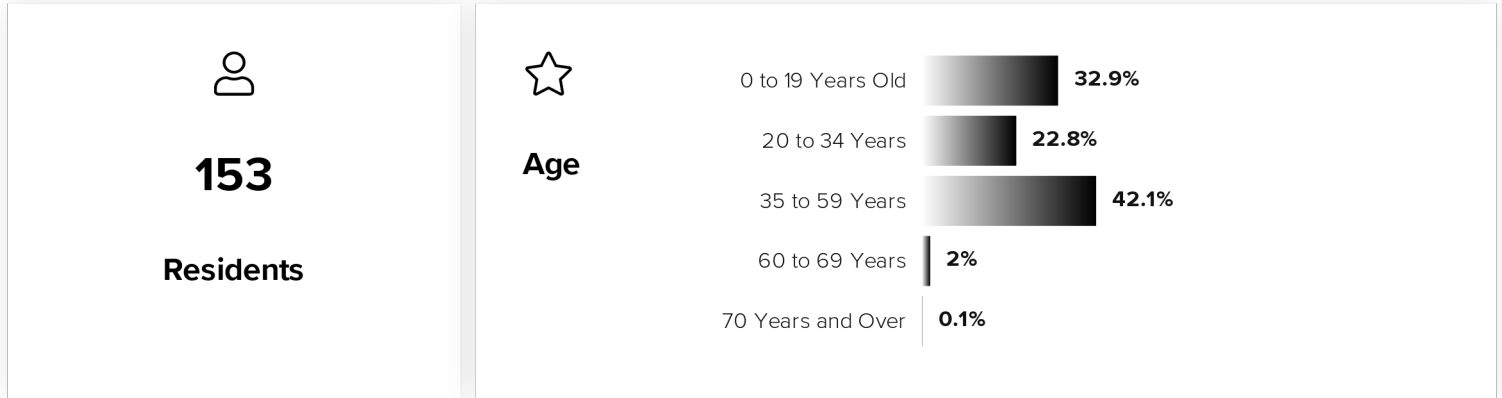 153
Residents
Age
0 to 19 Years Old 32.9%
20 to 34 Years 22.8%
35 to 59 Years 42.1%
60 to 69 Years 2%
70 Years and Over 0.1%